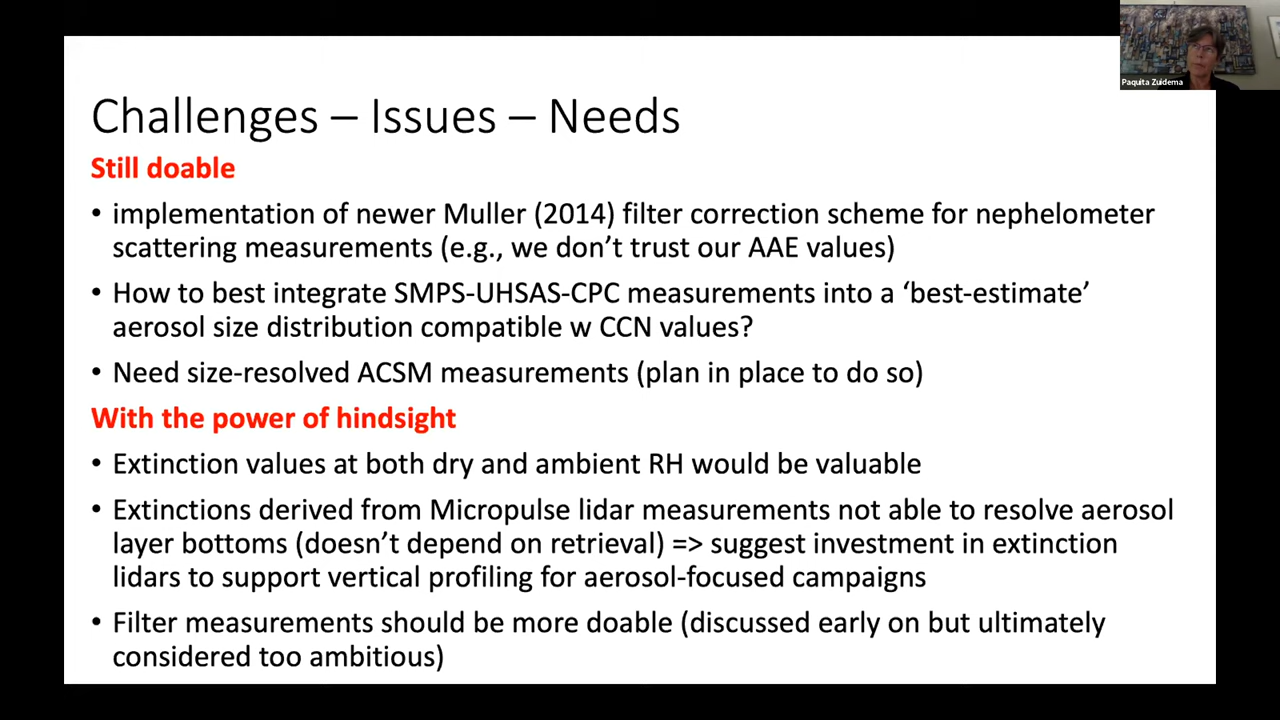 Paquita Zuidema
Challenges – Issues – Needs
Still doable
• implementation of newer Muller (2014) filter correction scheme for nephelometer
scattering measurements (e.g., we don’t trust our AAE values)
• How to best integrate SMPS-UHSAS-CPC measurements into a ‘best-estimate’
aerosol size distribution compatible w CCN values?
• Need size-resolved ACSM measurements (plan in place to do so)
With the power of hindsight
• Extinction values at both dry and ambient RH would be valuable
• Extinctions derived from Micropulse lidar measurements not able to resolve aerosol
layer bottoms (doesn’t depend on retrieval) => suggest investment in extinction
lidars to support vertical profiling for aerosol-focused campaigns
• Filter measurements should be more doable (discussed early on but ultimately
considered too ambitious)